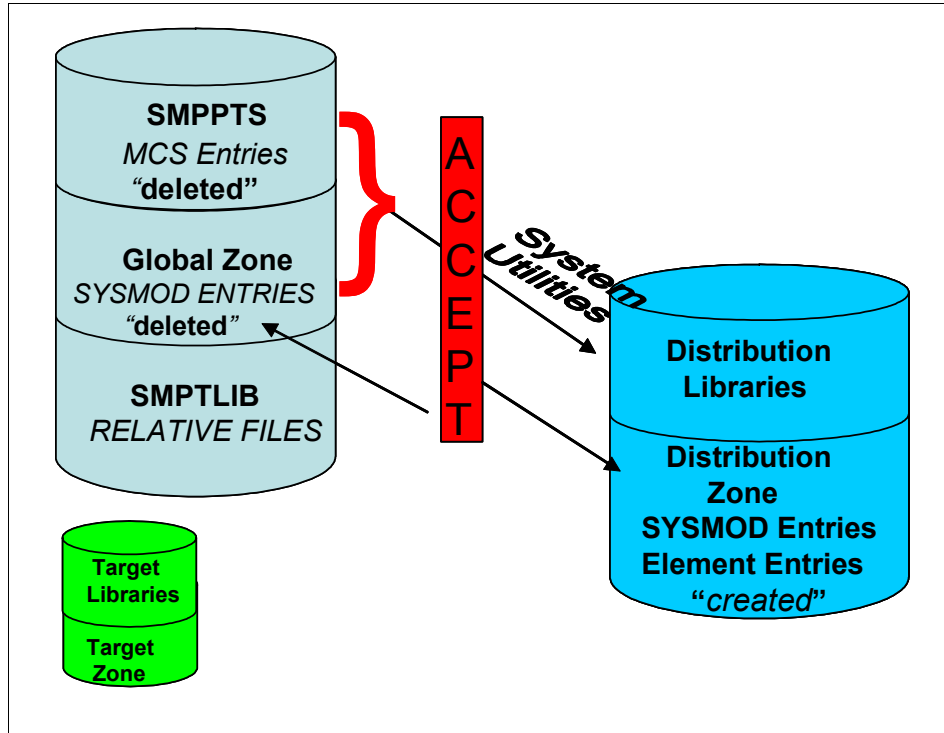 SMPPTS
MCS Entries
“deleted”
Global Zone
SYSMOD ENTRIES
“deleted”
SMPTLIB
RELATIVE FILES
A
C
C
E
P
T
System
Utilities
Distribution
Libraries
Distribution
Zone
SYSMOD Entries
Element Entries
“created”
Target
Libraries
Target
Zone